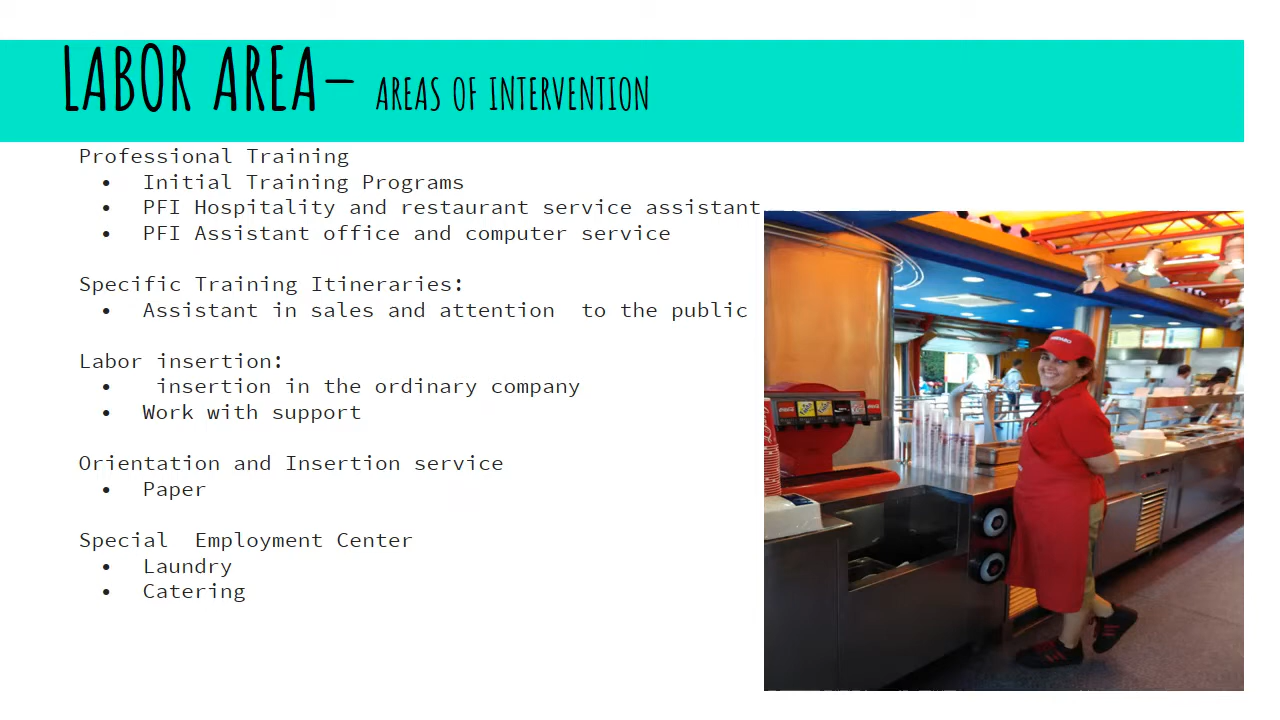 LABOR AREA– AREAS OF INTERVENTION
Professional Training
• Initial Training Programs
• PFI Hospitality and restaurant service assistant
• PFI Assistant office and computer service
Specific Training Itineraries:
• Assistant in sales and attention to the public
Labor insertion:
• insertion in the ordinary company
• Work with support
Orientation and Insertion service
• Paper
Special Employment Center
• Laundry
• Catering